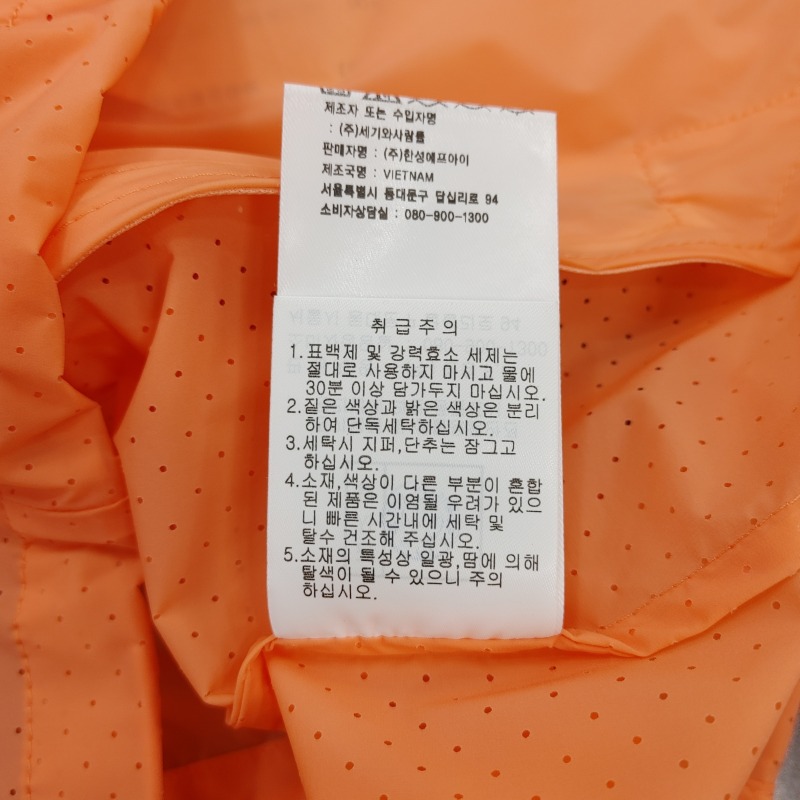 제조자 또는 수입자명
: (주)세기와사람들
판매자명 : (주)한성에프아이
제조국명 : VIETNAM
서울특별시 동대문구 답십리로 94
소비자상담실 : 080-900-1300
취급주의
1. 표백제 및 강력효소 세제는
절대로 사용하지 마시고 물에
30분 이상 담가두지 마십시오.
2. 짙은 색상과 밝은 색상은 분리
하여 단독세탁하십시오.
3. 세탁시 지퍼,단추는 잠그고
하십시오.
4. 소재,색상이 다른 부분이 혼합
된 제품은 이염될 우려가 있으
니 빠른 시간내에 세탁 및
탈수 건조해 주십시오.
5. 소재의 특성상 일광,땀에 의해
탈색이 될 수 있으니 주의
하십시오.